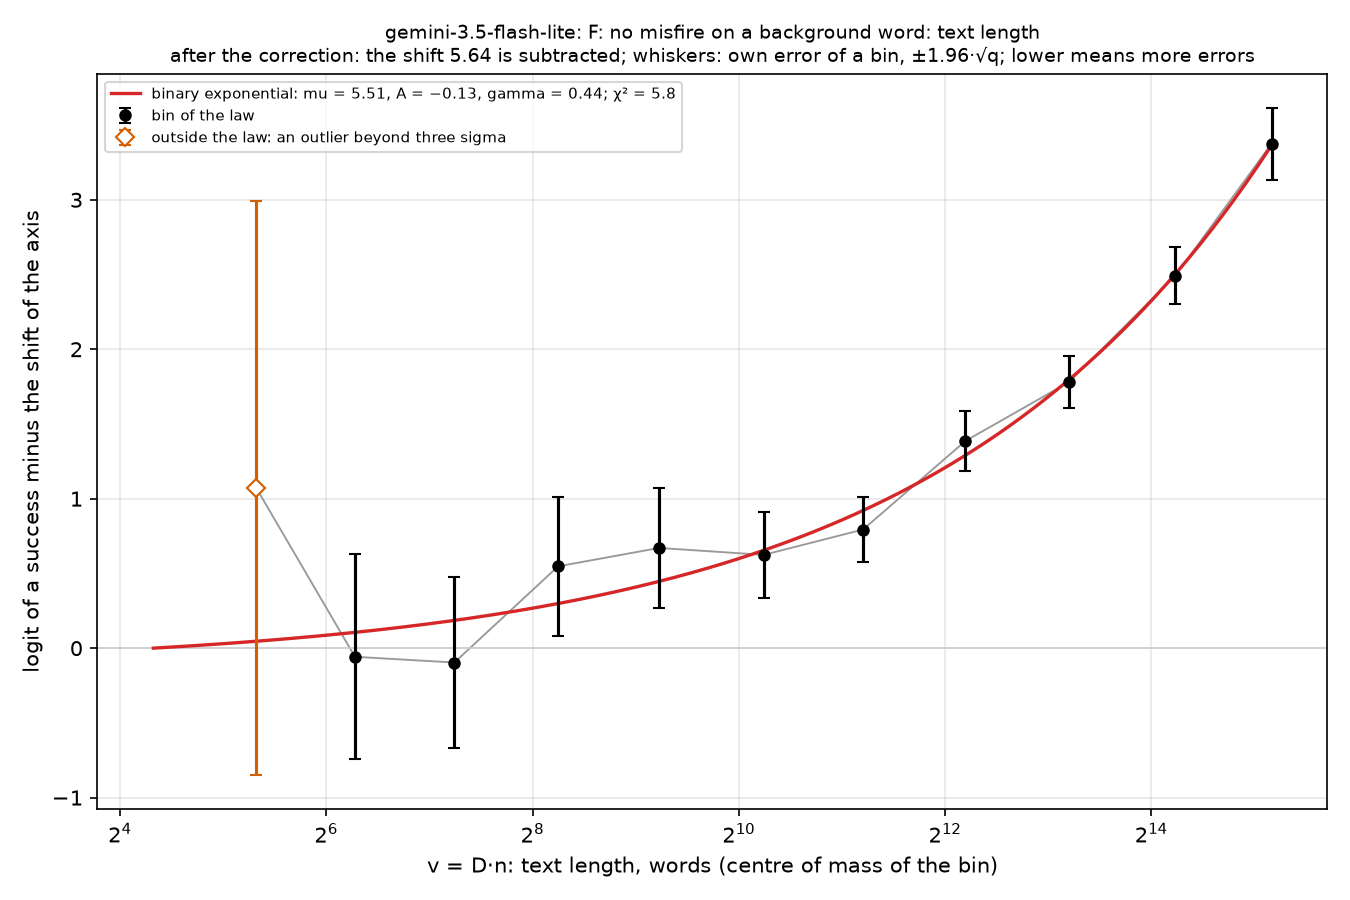 gemini-3.5-flash-lite: F: no misfire on a background word: text length
after the correction: the shift 5.64 is subtracted; whiskers: own error of a bin, ±1.96·√q; lower means more errors
binary exponential: mu = 5.51, A = −0.13, gamma = 0.44; χ² = 5.8
bin of the law
outside the law: an outlier beyond three sigma
logit of a success minus the shift of the axis
3
2
1
0
−1
2⁴
2⁶
2⁸
2¹⁰
2¹²
2¹⁴
v = D·n: text length, words (centre of mass of the bin)